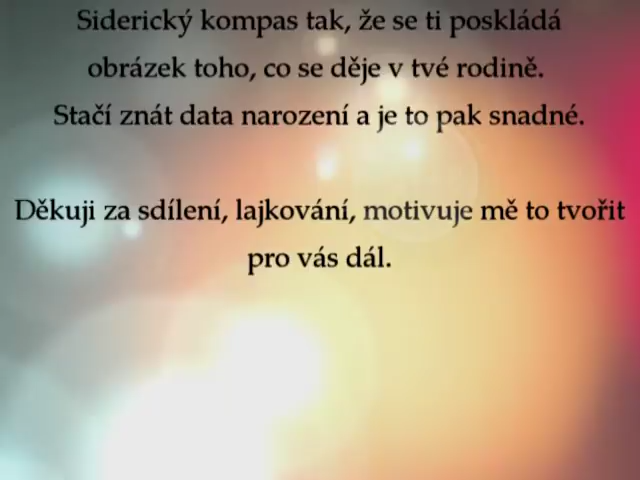 Siderický kompas tak, že se ti poskládá
obrázek toho, co se děje v tvé rodině.
Stačí znát data narození a je to pak snadné.
Děkuji za sdílení, lajkování, motivuje mě to tvořit
pro vás dál.